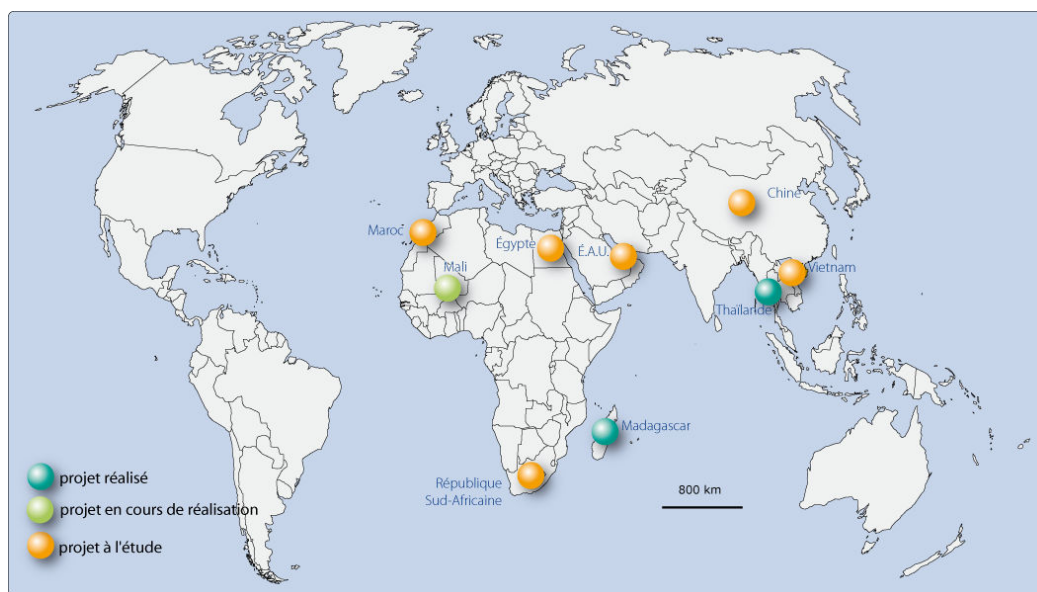 Chine
Maroc
Égypte
É.A.U.
Mali
Vietnam
Thaïlande
Madagascar
République
Sud-Africaine
800 km
projet réalisé
projet en cours de réalisation
projet à l'étude